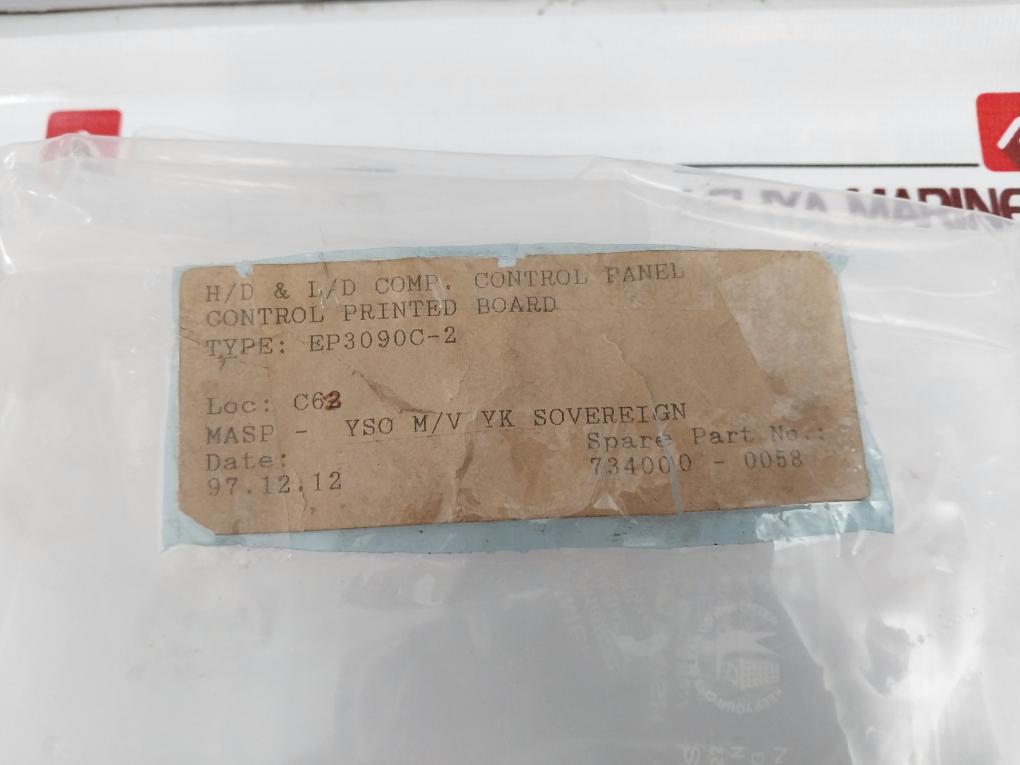 MARINE
H/D & L/D COMP. CONTROL PANEL
CONTROL PRINTED BOARD
TYPE: EP3090C-2
Loc: C62
MASP - YSO M/V YK SOVEREIGN
Date: Spare Part No.:
97.12.12 734000 - 0058